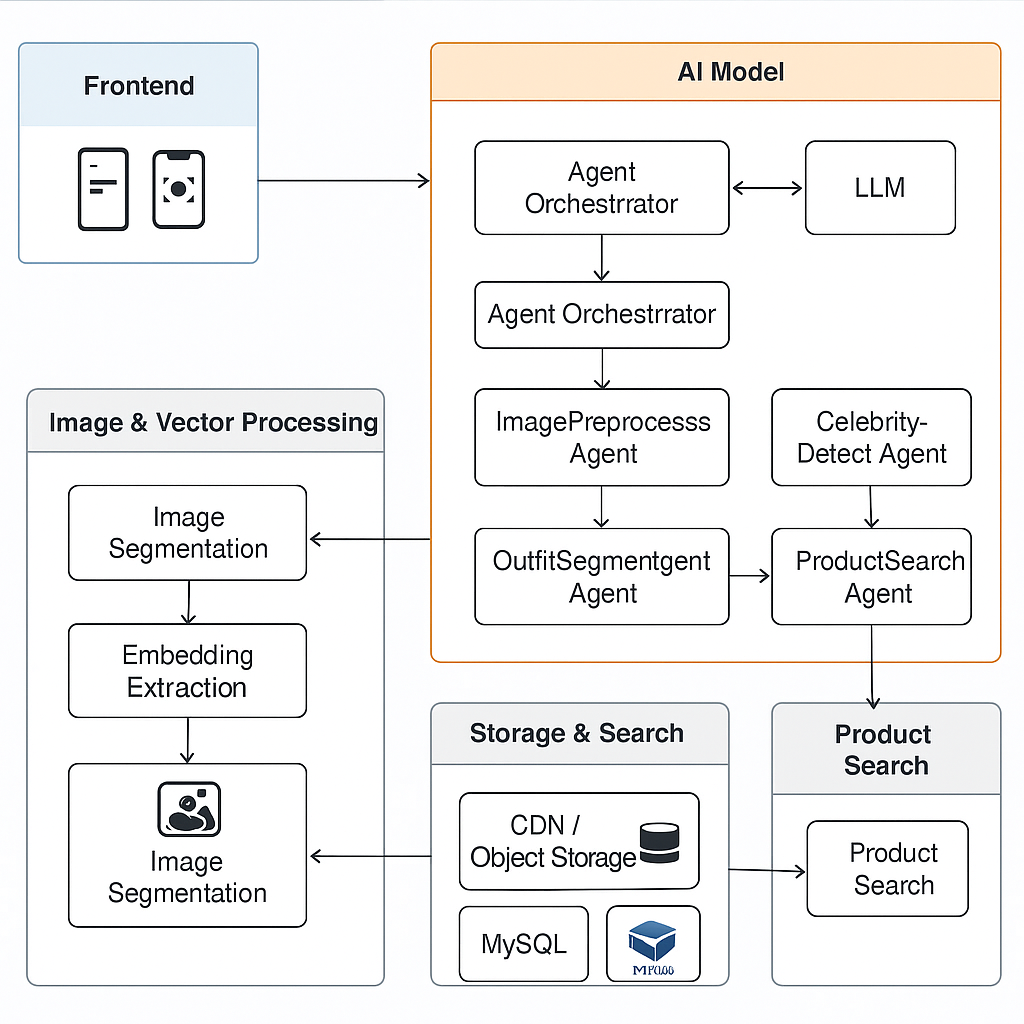 Frontend
AI Model
Agent
Orchestrrator
LLM
Agent Orchestrrator
ImagePreprocesss
Agent
Celebrity-
Detect Agent
OutfitSegmentgent
Agent
ProductSearch
Agent
Image & Vector Processing
Image
Segmentation
Embedding
Extraction
Image
Segmentation
Storage & Search
CDN /
Object Storage
MySQL
Product
Search
Product
Search